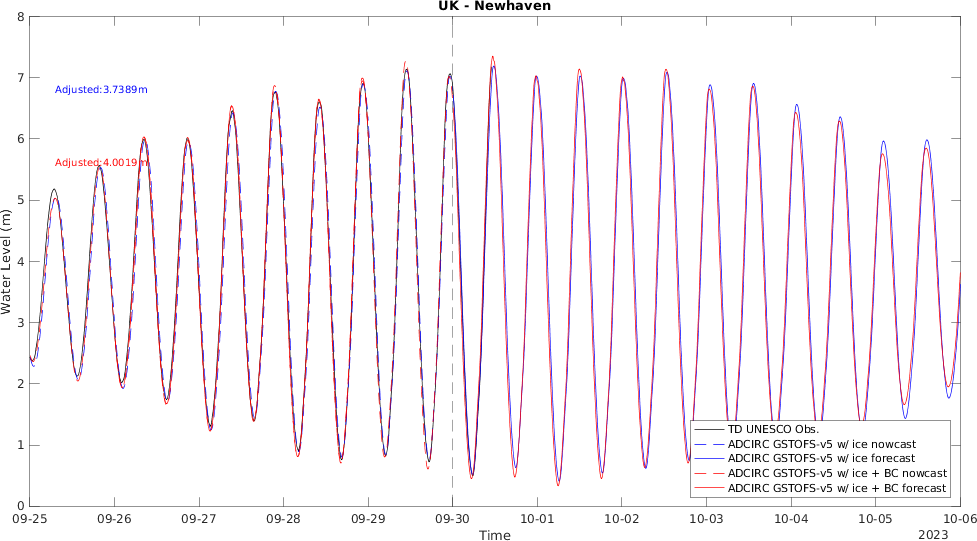 UK - Newhaven
8
7
6
5
4
3
2
1
0
Water Level (m)
Adjusted:3.7389m
Adjusted:4.0019m
TD UNESCO Obs.
ADCIRC GSTOFS-v5 w/ ice nowcast
ADCIRC GSTOFS-v5 w/ ice forecast
ADCIRC GSTOFS-v5 w/ ice + BC nowcast
ADCIRC GSTOFS-v5 w/ ice + BC forecast
09-25 09-26 09-27 09-28 09-29 09-30 10-01 10-02 10-03 10-04 10-05 10-06
Time
2023